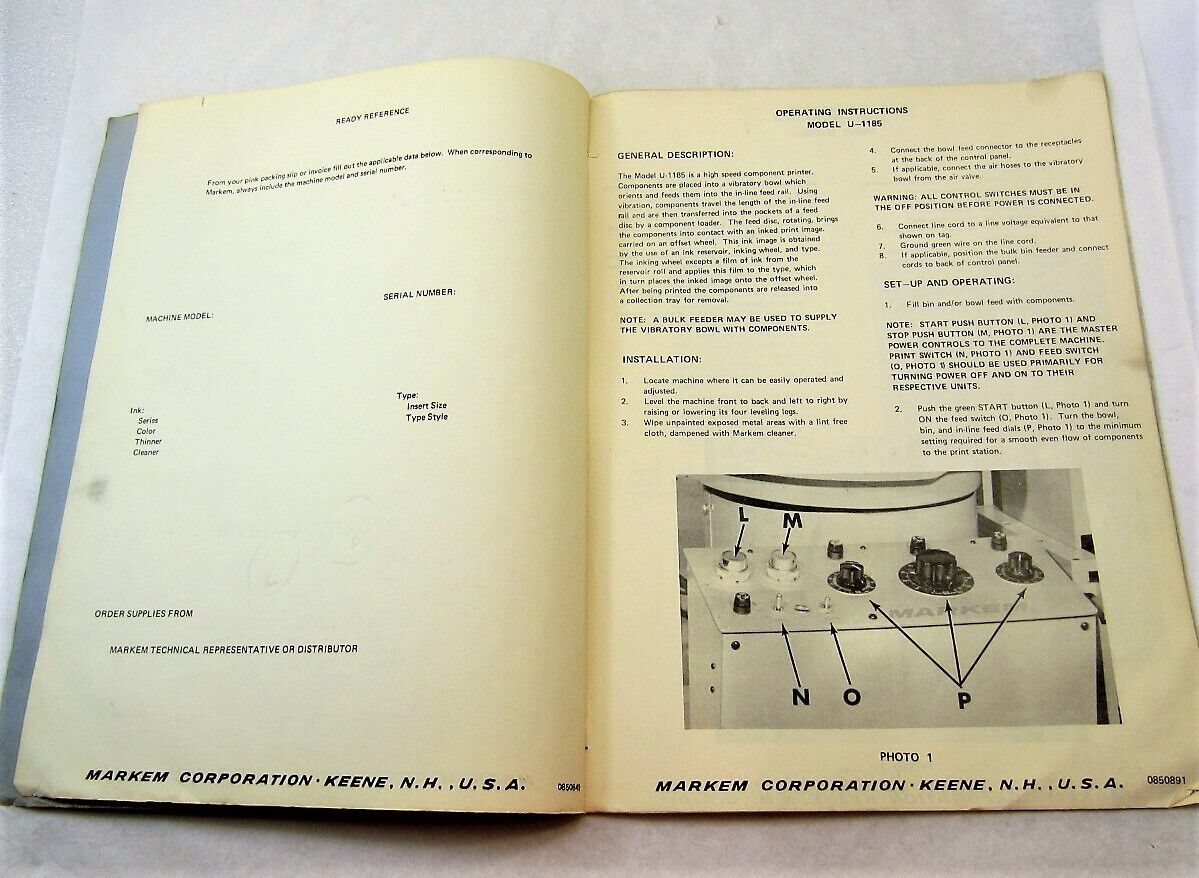 READY REFERENCE
From your pink packing slip or invoice fill out the applicable data below. When corresponding to
Markem, always include the machine model and serial number.
SERIAL NUMBER:
MACHINE MODEL:
Type:
Insert Size
Type Style
Ink:
Series
Color
Thinner
Cleaner
ORDER SUPPLIES FROM
MARKEM TECHNICAL REPRESENTATIVE OR DISTRIBUTOR
MARKEM CORPORATION · KEENE, N.H., U.S.A.
OPERATING INSTRUCTIONS
MODEL U-1185
GENERAL DESCRIPTION:
The Model U-1185 is a high speed component printer.
Components are placed into a vibratory bowl which
orients and feeds them into the in-line feed rail. Using
vibration, components travel the length of the in-line feed
rail and are then transferred into the pockets of a feed
disc by a component loader. The feed disc, rotating, brings
the components into contact with an inked print image
carried on an offset wheel. This ink image is obtained
by the use of an ink reservoir, inking wheel, and type.
The inking wheel excepts a film of ink from the
reservoir roll and applies this film to the type, which
in turn places the inked image onto the offset wheel.
After being printed the components are released into
a collection tray for removal.
NOTE: A BULK FEEDER MAY BE USED TO SUPPLY
THE VIBRATORY BOWL WITH COMPONENTS.
INSTALLATION:
1. Locate machine where it can be easily operated and
adjusted.
2. Level the machine front to back and left to right by
raising or lowering its four leveling legs.
3. Wipe unpainted exposed metal areas with a lint free
cloth, dampened with Markem cleaner.
4. Connect the bowl feed connector to the receptacles
at the back of the control panel.
5. If applicable, connect the air hoses to the vibratory
bowl from the air valve.
WARNING: ALL CONTROL SWITCHES MUST BE IN
THE OFF POSITION BEFORE POWER IS CONNECTED.
6. Connect line cord to a line voltage equivalent to that
shown on tag.
7. Ground green wire on the line cord.
8. If applicable, position the bulk bin feeder and connect
cords to back of control panel.
SET-UP AND OPERATING:
1. Fill bin and/or bowl feed with components.
NOTE: START PUSH BUTTON (L, PHOTO 1) AND
STOP PUSH BUTTON (M, PHOTO 1) ARE THE MASTER
POWER CONTROLS TO THE COMPLETE MACHINE.
PRINT SWITCH (N, PHOTO 1) AND FEED SWITCH
(O, PHOTO 1) SHOULD BE USED PRIMARILY FOR
TURNING POWER OFF AND ON TO THEIR
RESPECTIVE UNITS.
2. Push the green START button (L, Photo 1) and turn
ON the feed switch (O, Photo 1). Turn the bowl,
bin, and in-line feed dials (P, Photo 1) to the minimum
setting required for a smooth even flow of components
to the print station.
L M
MARKEM
N O P
PHOTO 1
MARKEM CORPORATION · KEENE, N.H., U.S.A.
0850891